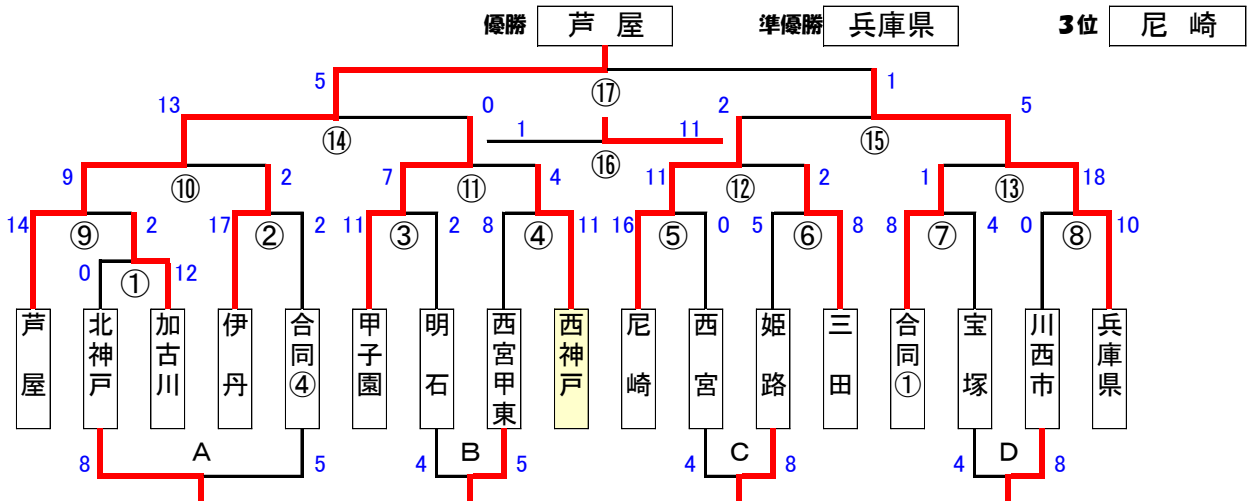 優勝 芦屋 準優勝 兵庫県 3位 尼崎
5 1
⑰
13 0 2 5
1 11
⑭ ⑯ ⑮
9 2 7 4 11 2 1 18
⑩ ⑪ ⑫ ⑬
14 2 17 2 11 2 8 11 16 0 5 8 8 4 0 10
⑨ ② ③ ④ ⑤ ⑥ ⑦ ⑧
0 12
①
芦屋
北神戸
加古川
伊丹
合同④
甲子園
明石
西宮甲東
西神戸
尼崎
西宮
姫路
三田
合同①
宝塚
川西市
兵庫県
A B C D
8 5 4 5 4 8 4 8